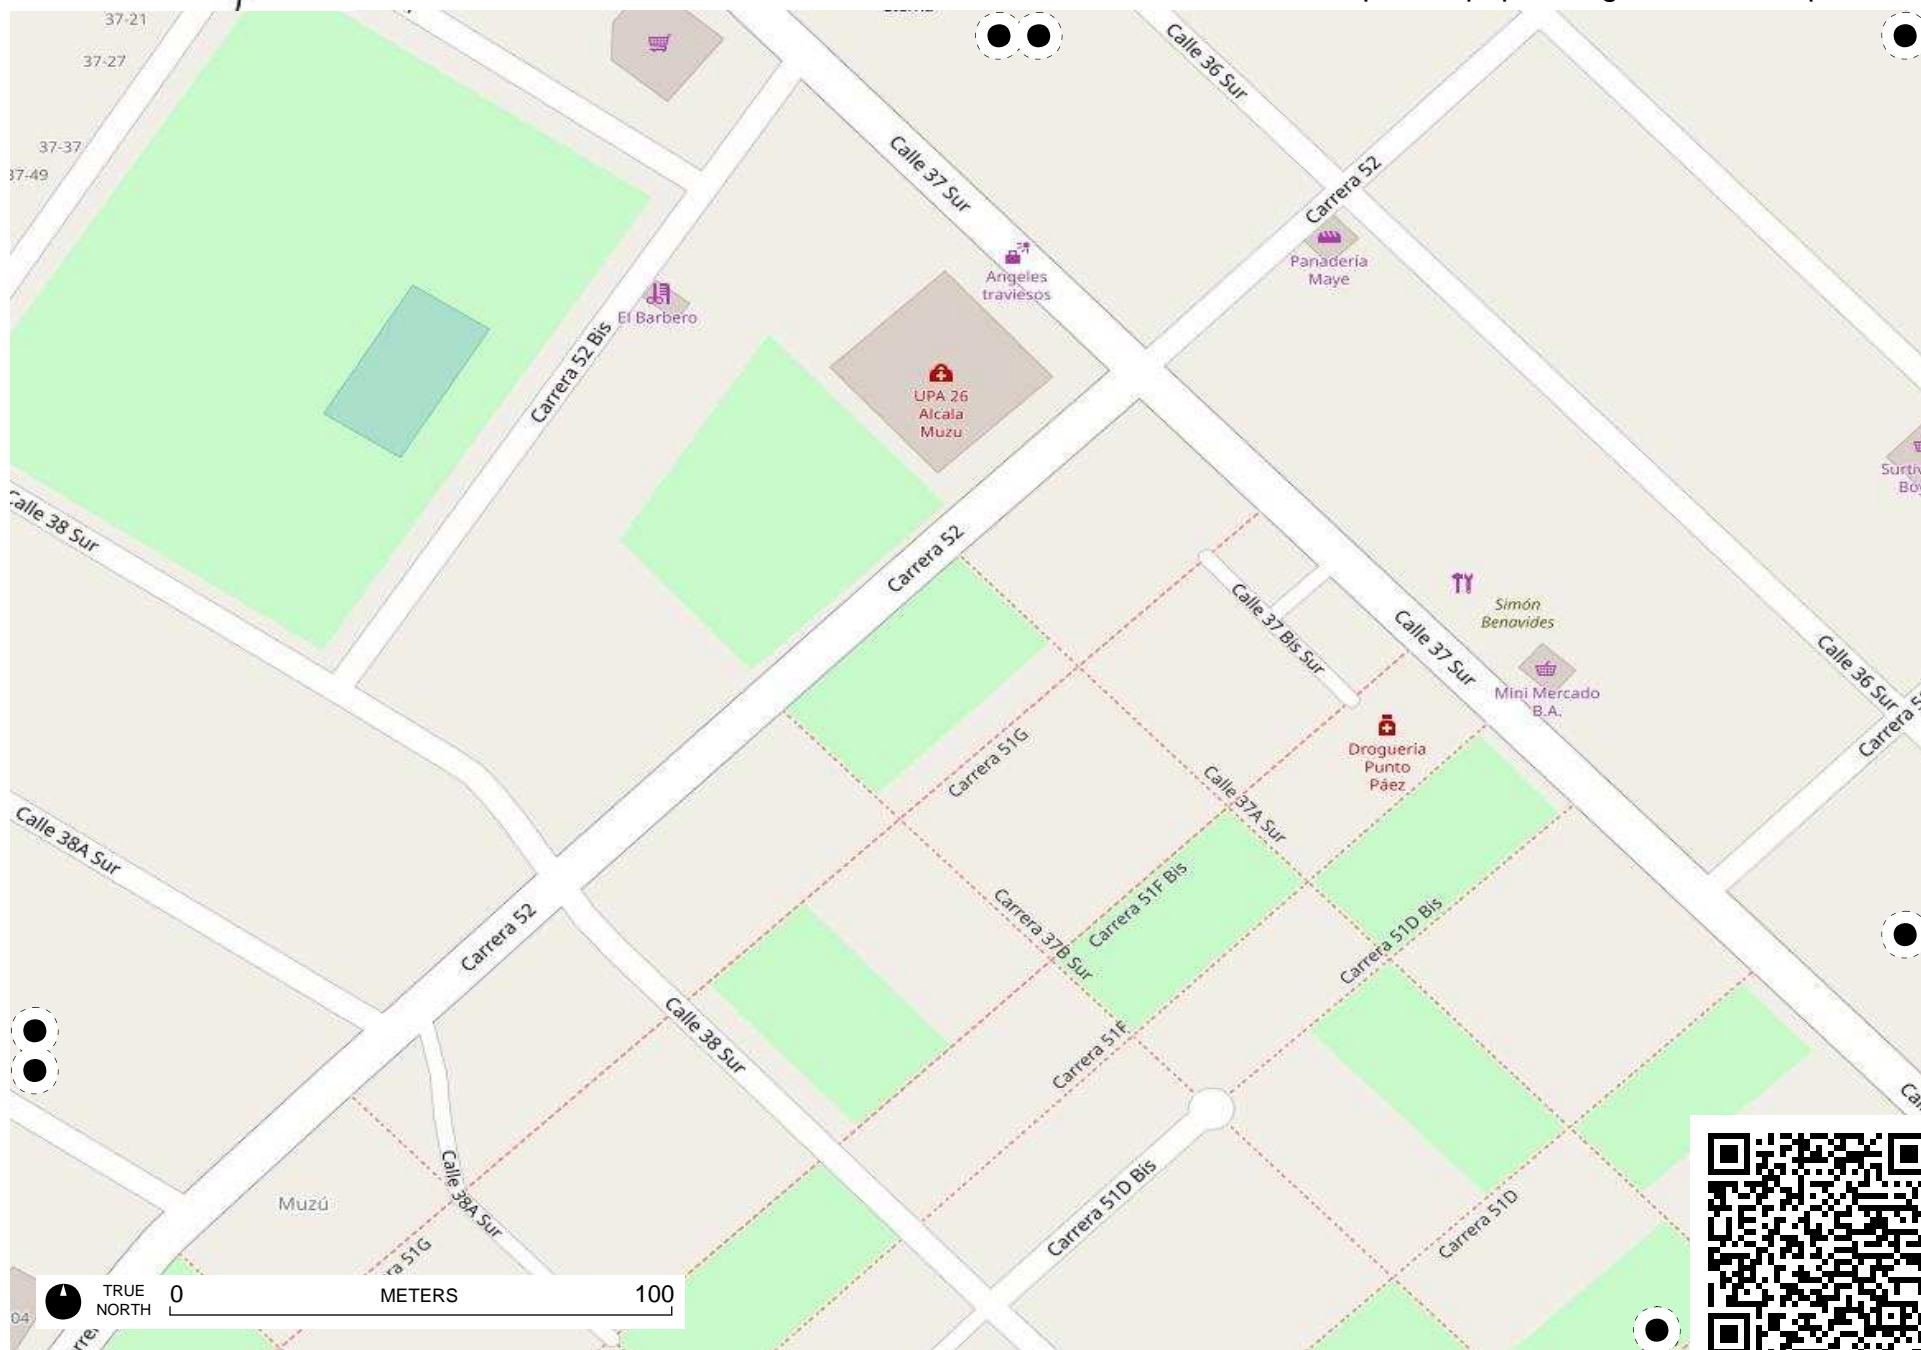 37-21
37-27
37-37
37-49
Calle 36 Sur
Calle 37 Sur
Carrera 52
Angeles
traviesos
Panadería
Maye
El Barbero
Carrera 52 Bis
UPA 26
Alcala
Muzu
Calle 38 Sur
Carrera 52
Calle 37 Bis Sur
Simón
Benavides
Calle 37 Sur
Calle 36 Sur
Mini Mercado
B.A.
Droguería
Punto
Páez
Carrera 51G
Calle 37A Sur
Calle 38A Sur
Carrera 51F Bis
Carrera 37B Sur
Carrera 51D Bis
Carrera 52
Calle 38 Sur
Carrera 51F
Calle 38A Sur
Muzú
Carrera 51D Bis
Carrera 51D
TRUE
NORTH
0 METERS 100